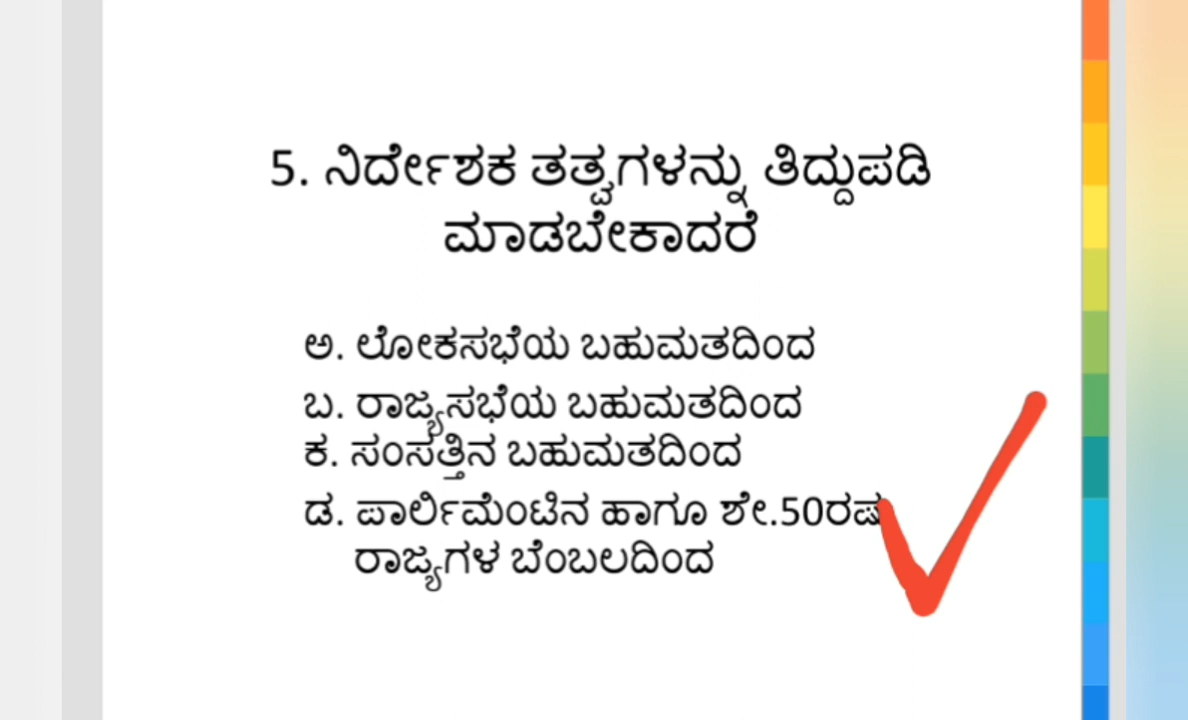 5. ನಿರ್ದೇಶಕ ತತ್ವಗಳನ್ನು ತಿದ್ದುಪಡಿ
ಮಾಡಬೇಕಾದರೆ
ಅ. ಲೋಕಸಭೆಯ ಬಹುಮತದಿಂದ
ಬ. ರಾಜ್ಯಸಭೆಯ ಬಹುಮತದಿಂದ
ಕ. ಸಂಸತ್ತಿನ ಬಹುಮತದಿಂದ
ಡ. ಪಾರ್ಲಿಮೆಂಟಿನ ಹಾಗೂ ಶೇ.50ರಷ
ರಾಜ್ಯಗಳ ಬೆಂಬಲದಿಂದ